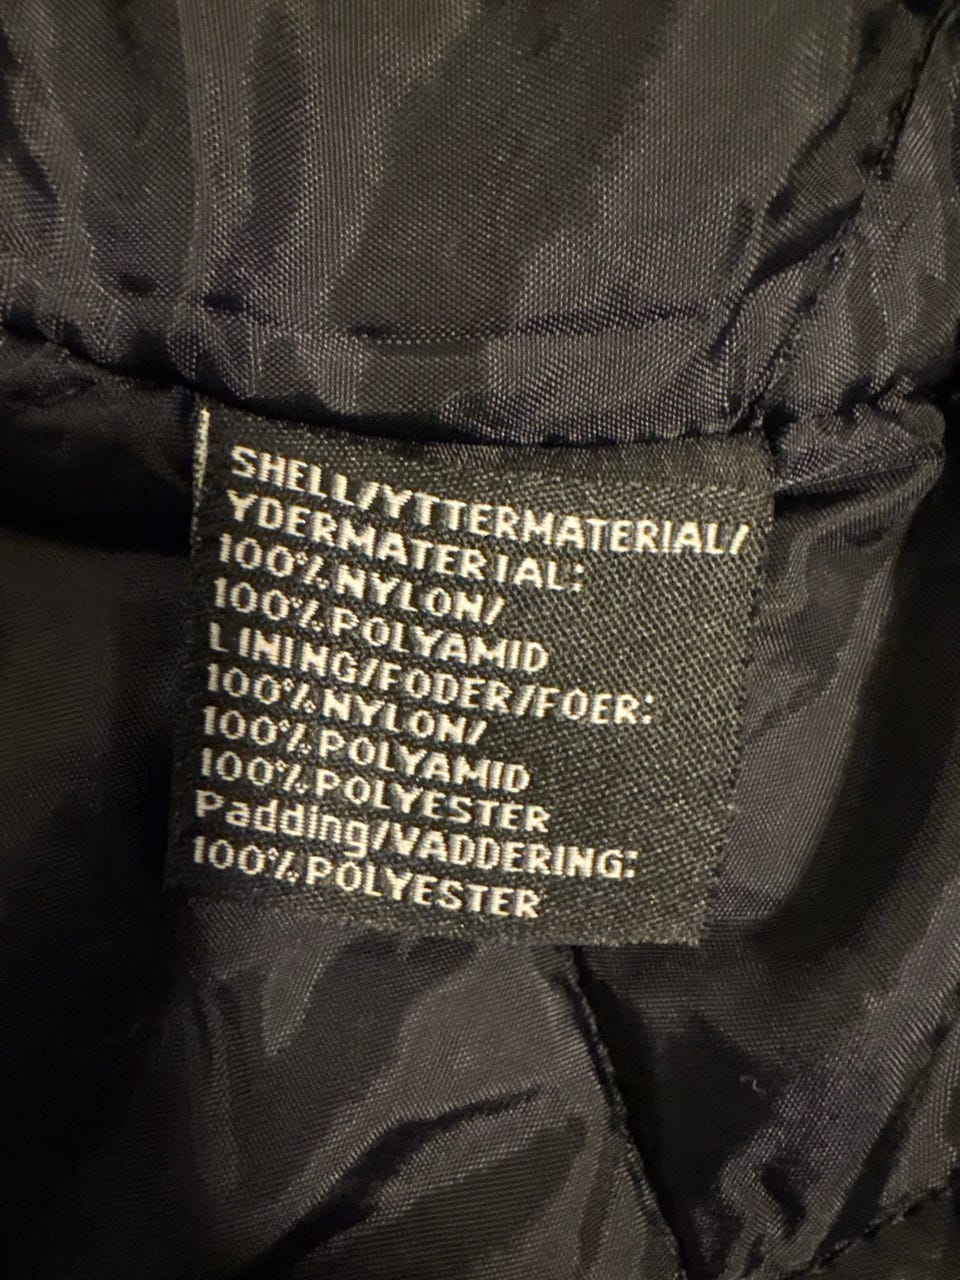 SHELL/YTTERMATERIAL/
YDERMATERIAL:
100% NYLON/
100% POLYAMID
LINING/FODER/FOER:
100% NYLON/
100% POLYAMID
100% POLYESTER
Padding/VADDERING:
100% POLYESTER